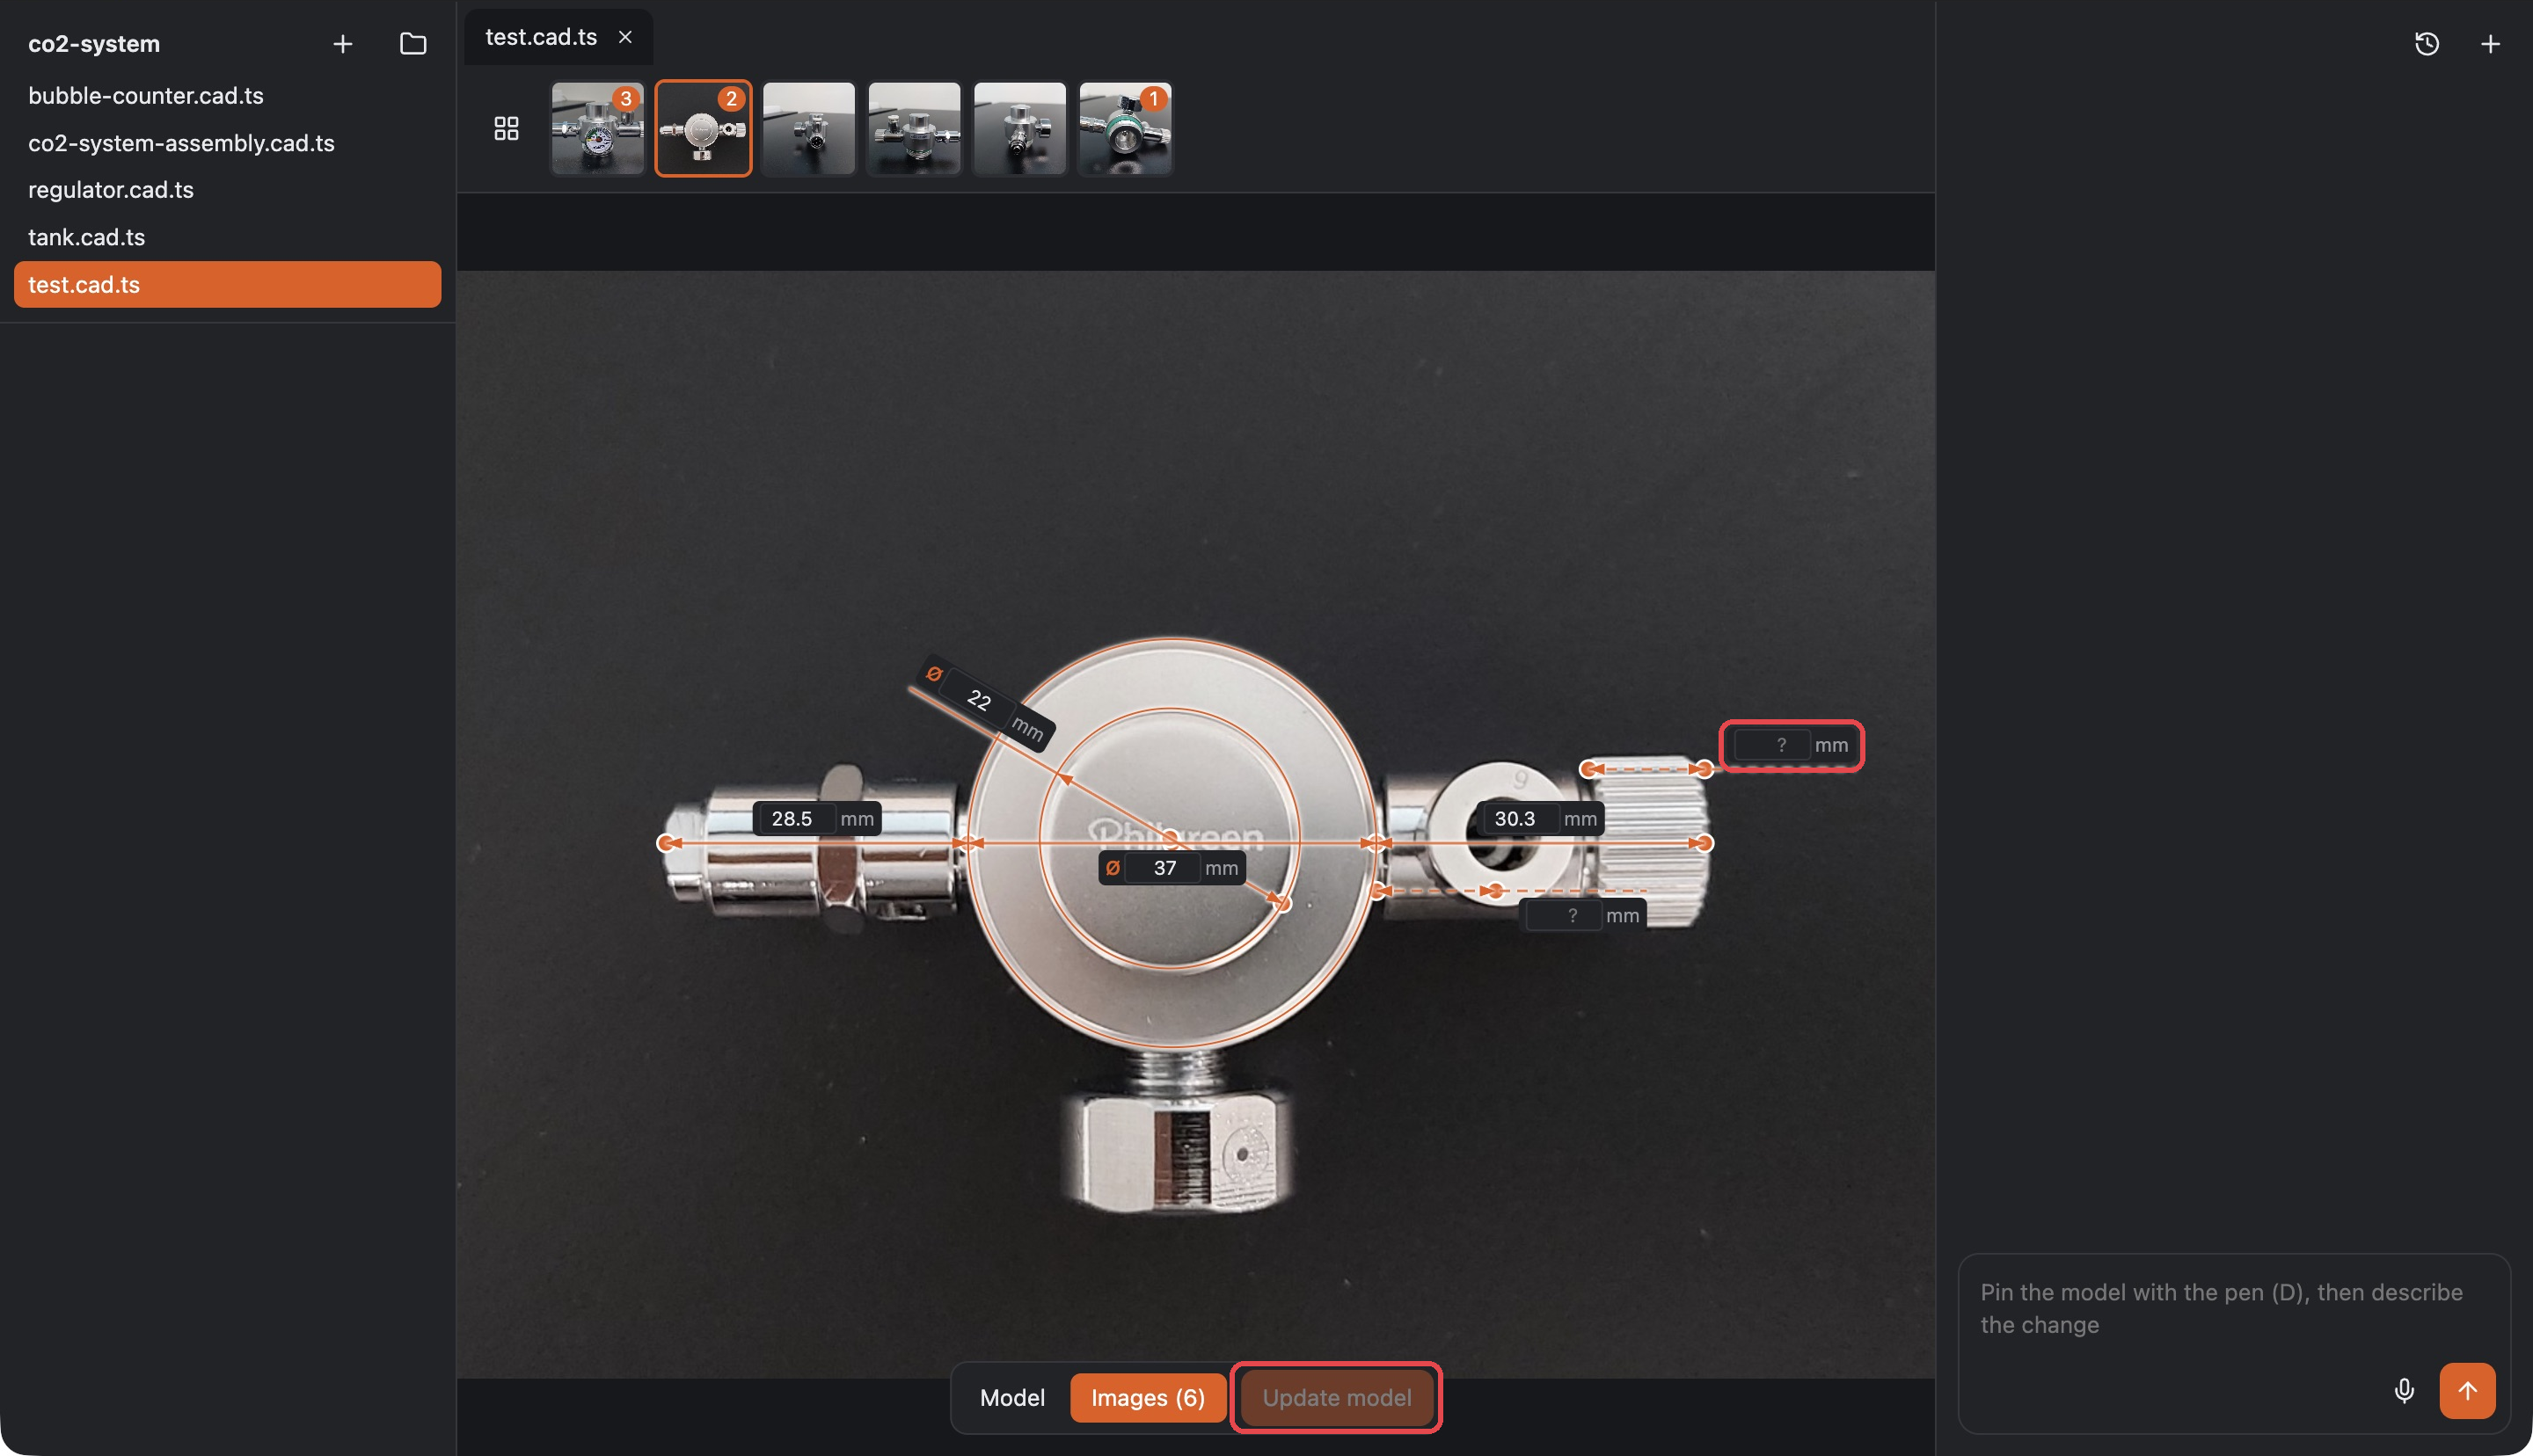 co2-system
bubble-counter.cad.ts
co2-system-assembly.cad.ts
regulator.cad.ts
tank.cad.ts
test.cad.ts
test.cad.ts
3
2
1
Ø 22 mm
? mm
28.5 mm
9
30.3 mm
Philgreen
Ø 37 mm
? mm
Model
Images (6)
Update model
Pin the model with the pen (D), then describe
the change